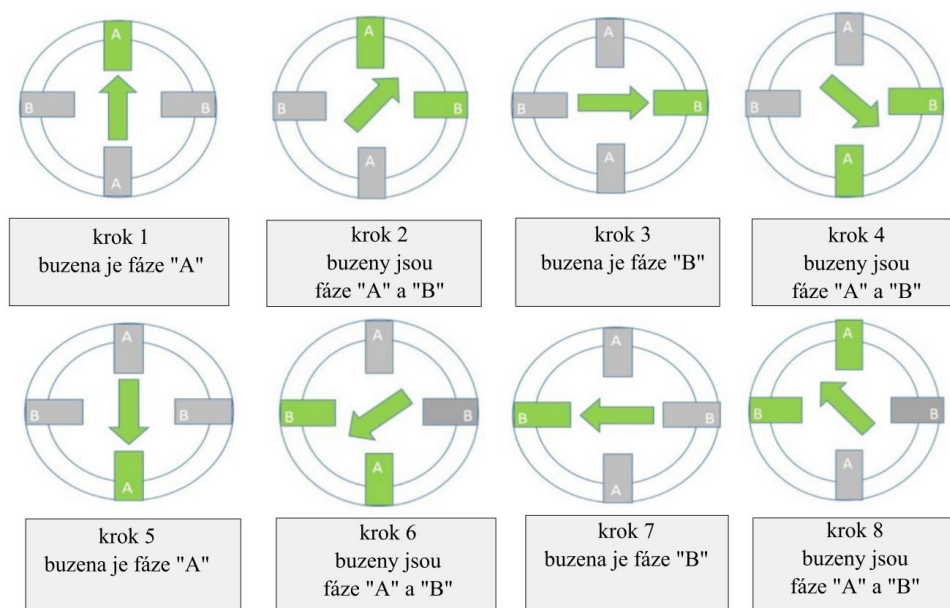 A
B
B
A
krok 1
buzena je fáze "A"
A
B
B
A
krok 2
buzeny jsou
fáze "A" a "B"
A
B
B
A
krok 3
buzena je fáze "B"
A
B
B
A
krok 4
buzeny jsou
fáze "A" a "B"
A
B
B
A
krok 5
buzena je fáze "A"
A
B
B
A
krok 6
buzeny jsou
fáze "A" a "B"
A
B
B
A
krok 7
buzena je fáze "B"
A
B
B
A
krok 8
buzeny jsou
fáze "A" a "B"